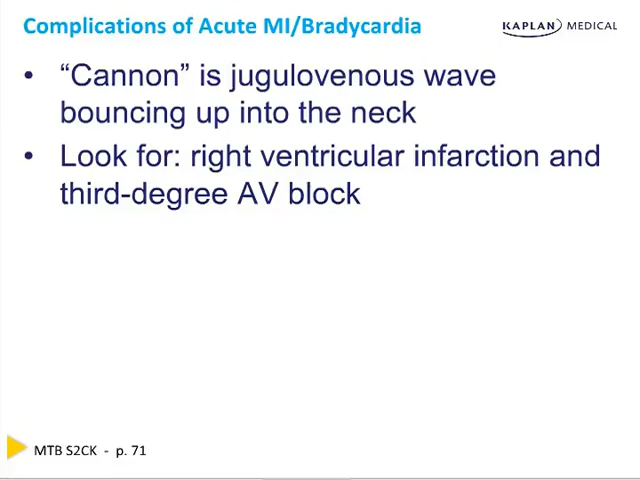 Complications of Acute MI/Bradycardia
KAPLAN MEDICAL
• “Cannon” is jugulovenous wave
bouncing up into the neck
• Look for: right ventricular infarction and
third-degree AV block
MTB S2CK - p. 71